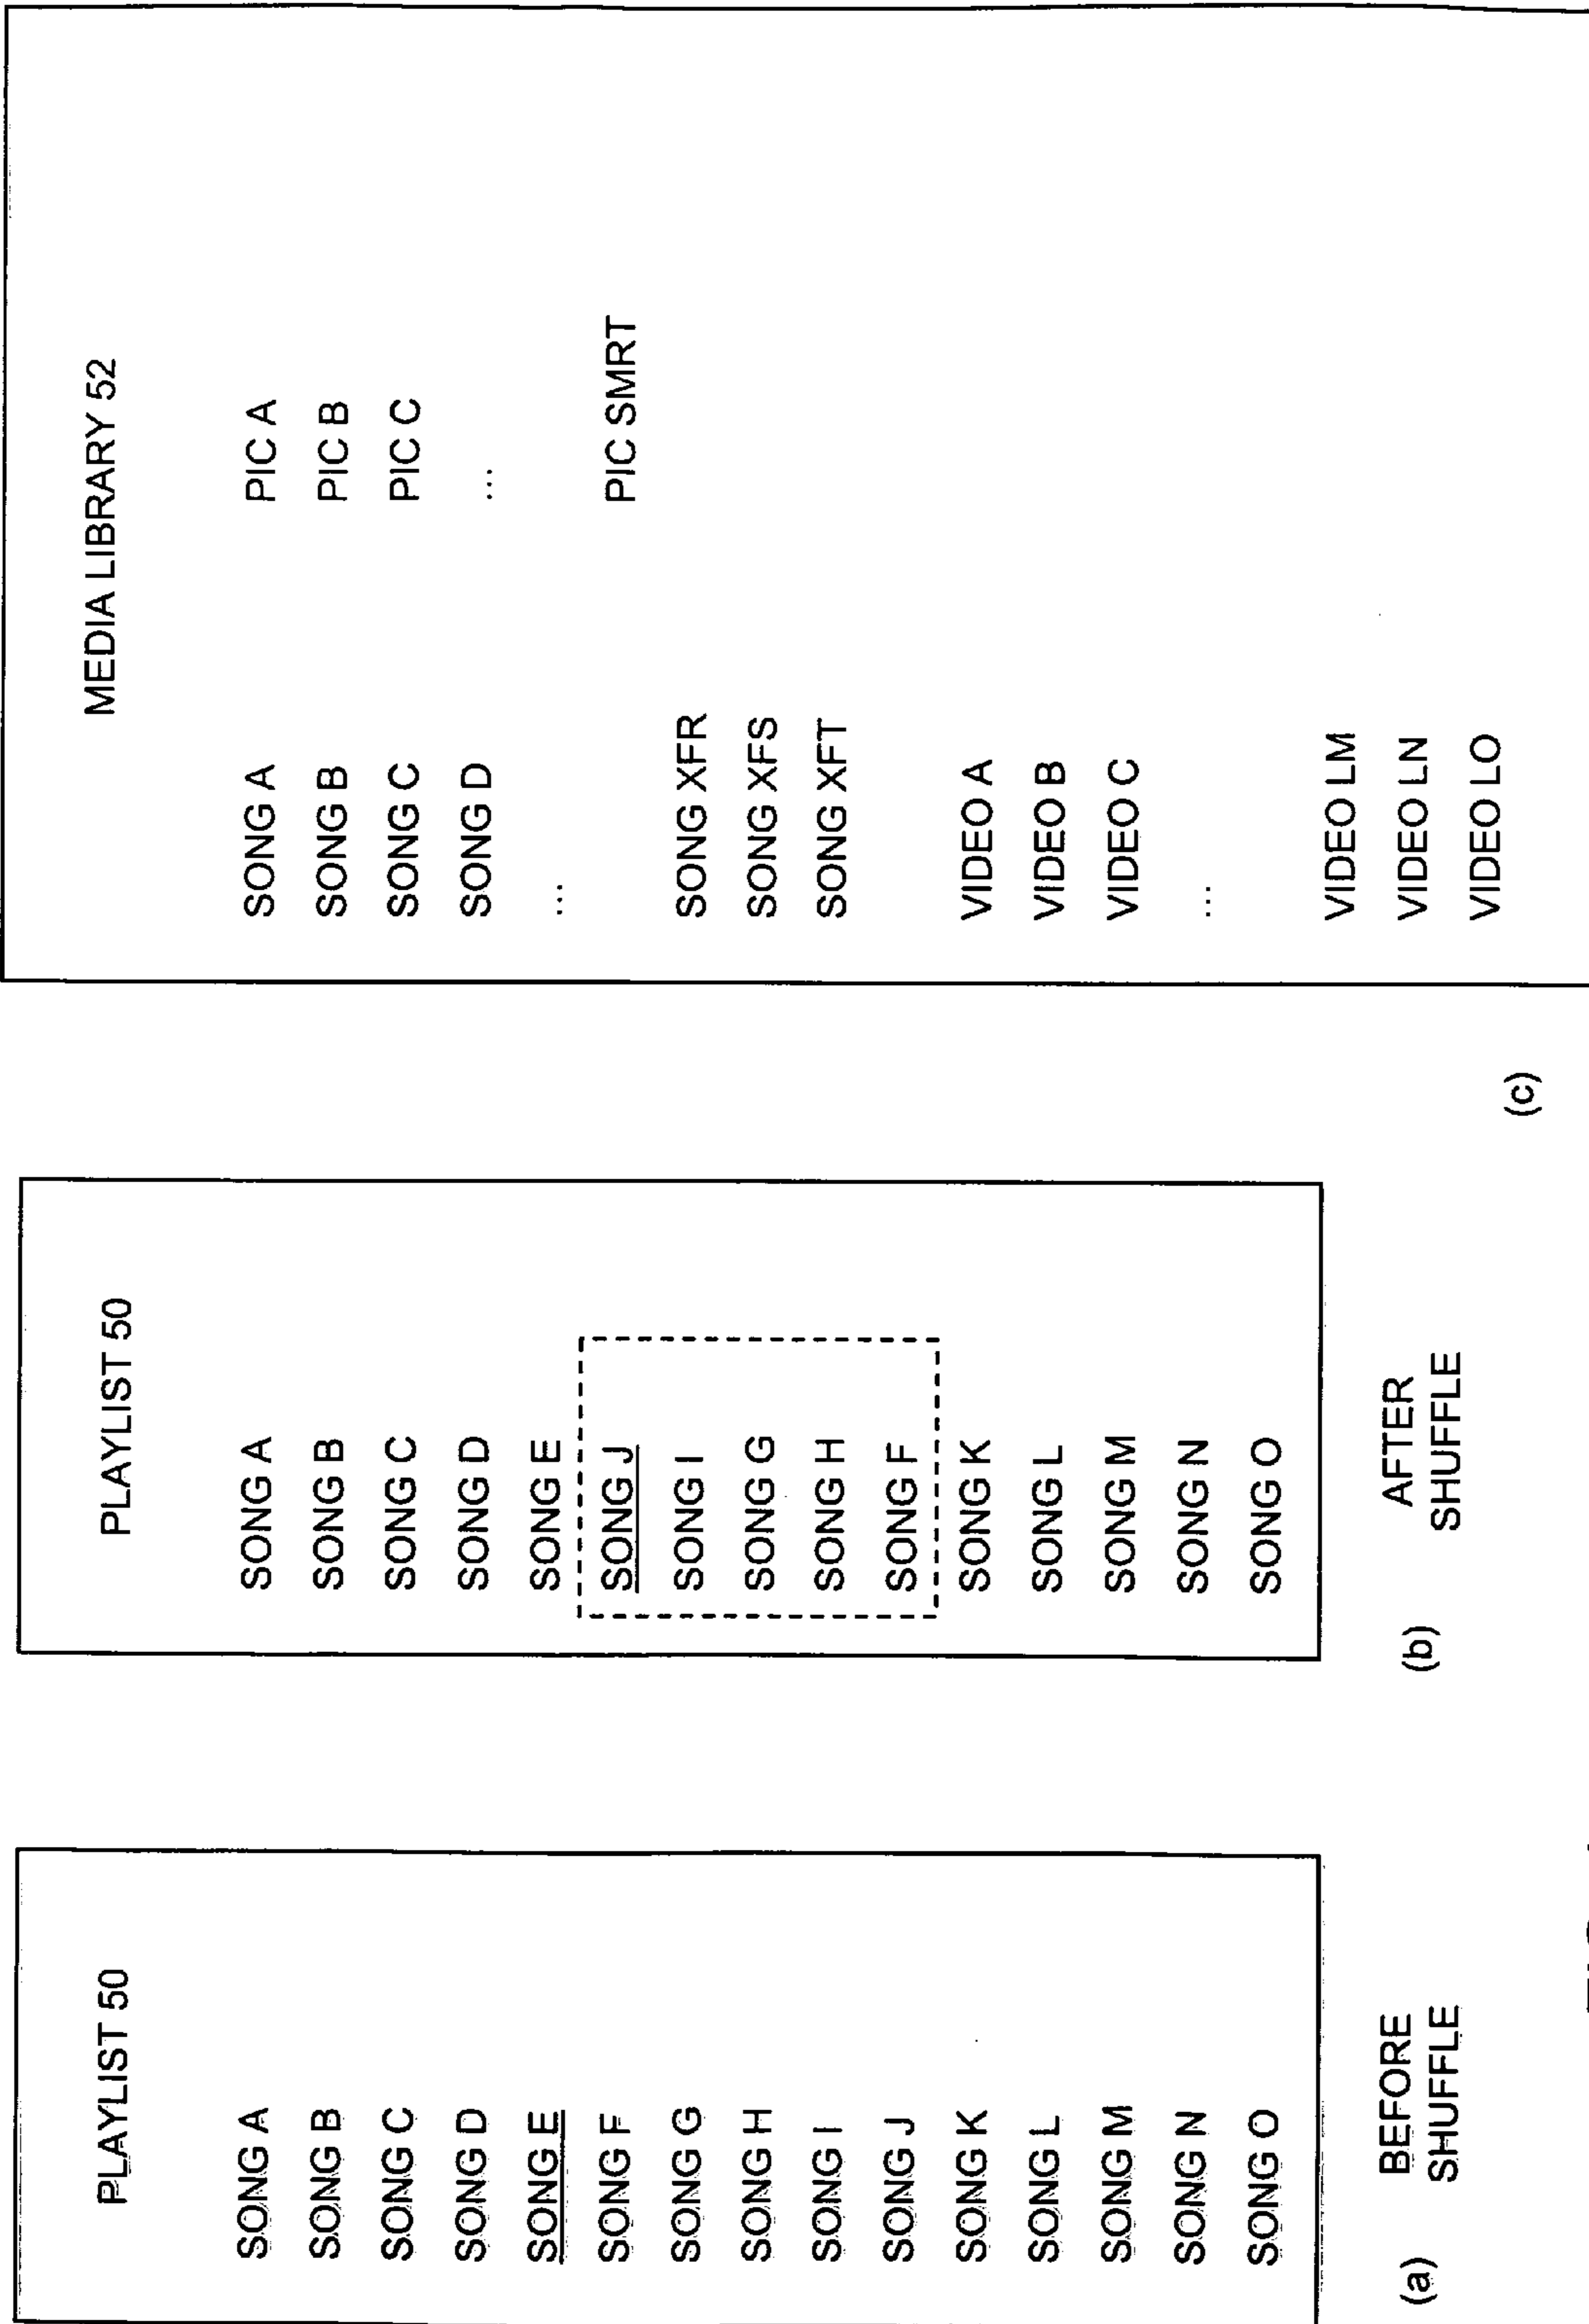 PLAYLIST 50
SONG A
SONG B
SONG C
SONG D
SONG E
SONG F
SONG G
SONG H
SONG I
SONG J
SONG K
SONG L
SONG M
SONG N
SONG O
(a)
BEFORE
SHUFFLE
PLAYLIST 50
SONG A
SONG B
SONG C
SONG D
SONG E
SONG J
SONG I
SONG G
SONG H
SONG F
SONG K
SONG L
SONG M
SONG N
SONG O
(b)
AFTER
SHUFFLE
MEDIA LIBRARY 52
SONG A
SONG B
SONG C
SONG D
...
SONG XFR
SONG XFS
SONG XFT
VIDEO A
VIDEO B
VIDEO C
...
VIDEO LM
VIDEO LN
VIDEO LO
PIC A
PIC B
PIC C
...
PIC SMRT
(c)